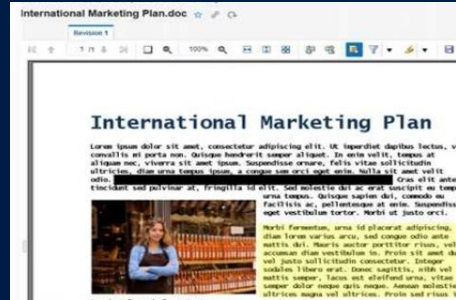 International Marketing Plan.doc
Revision 1
100%
International Marketing Plan
Lorem ipsum dolor sit amet, consectetur adipiscing elit. Ut imperdiet dapibus lectus, v
convallis mi porta non. Quisque hendrerit semper aliquet. In enim velit, tempus at
aliquam nec, viverra sit amet ipsum. Suspendisse ornare, felis vitae sollicitudin
ultricies, diam urna tempus ipsum, a congue sem orci eget enim. Nulla sit amet velit
odio. Cras elit ante
tincidunt sed pulvinar at, fringilla id elit. Sed molestie dui ac erat suscipit eu temp
urna tempus. Quisque sapien dui, commodo eu
facilisis ac, pellentesque at enim. Suspendiss
eget vestibulum tortor. Morbi ut justo orci.
Morbi fermentum, urna id placerat adipiscing,
diam lorem varius arcu, sed congue odio ante
mattis dui. Mauris auctor porttitor risus, vel
accumsan diam vestibulum in. Proin sit amet du
vel justo sollicitudin consectetur. Integer
sodales libero erat. Donec sagittis, nibh vel
mattis semper, lacus est eleifend urna, vitae
semper dolor neque quis neque. Aenean molestie
ultrices magna vel ultrices. Proin sed risus i